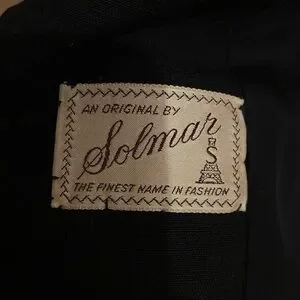 AN ORIGINAL BY
Solmar
S
THE FINEST NAME IN FASHION